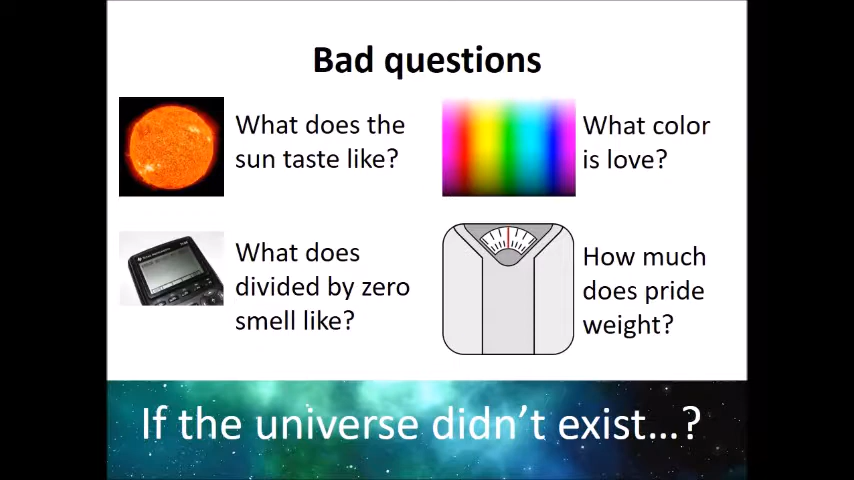 Bad questions
What does the
sun taste like?
What color
is love?
What does
divided by zero
smell like?
How much
does pride
weight?
If the universe didn't exist...?